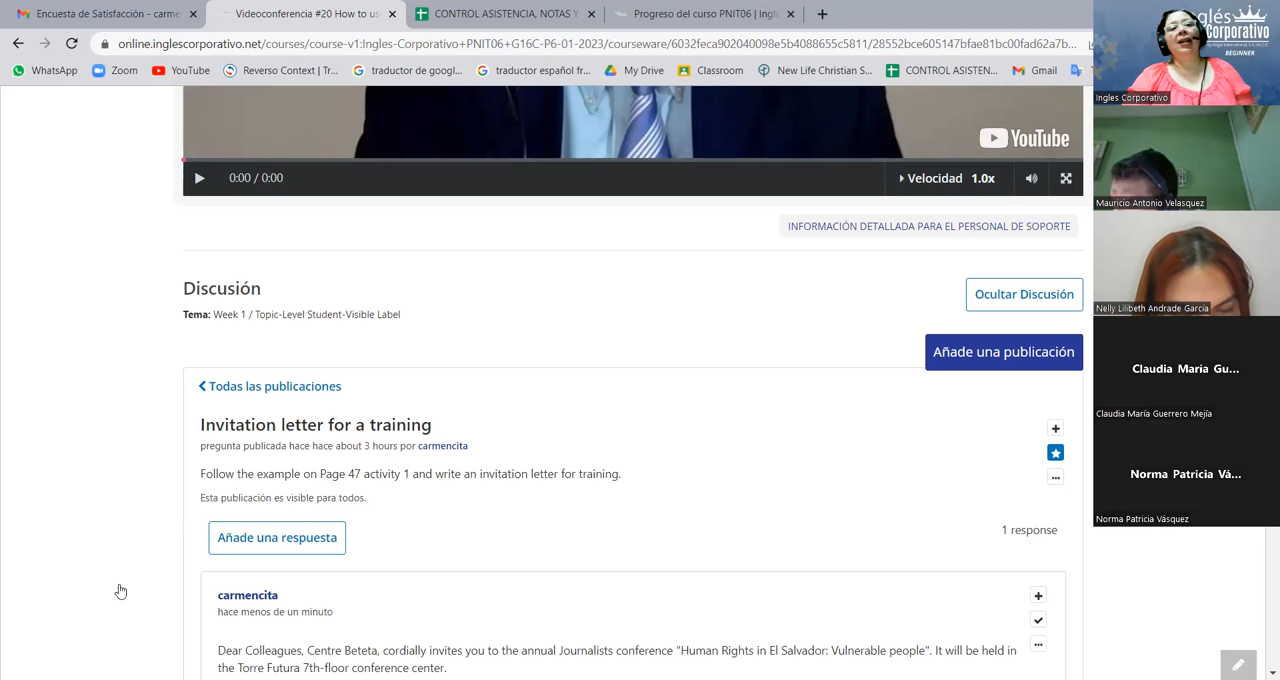 Encuesta de Satisfacción - carme
Videoconferencia #20 How to us
CONTROL ASISTENCIA, NOTAS Y
Progreso del curso PNIT06 | Ingl
online.inglescorporativo.net/courses/course-v1:Ingles-Corporativo+PNIT06+G16C-P6-01-2023/courseware/6032feca902040098e5b4088655c5811/28552bce605147bfae81bc00fad62a7b...
WhatsApp
Zoom
YouTube
Reverso Context | Tr...
traductor de googl...
traductor español fr...
My Drive
Classroom
New Life Christian S...
CONTROL ASISTEN...
Gmail
YouTube
0:00 / 0:00
Velocidad 1.0x
INFORMACIÓN DETALLADA PARA EL PERSONAL DE SOPORTE
Discusión
Ocultar Discusión
Tema: Week 1 / Topic-Level Student-Visible Label
Añade una publicación
Todas las publicaciones
Invitation letter for a training
pregunta publicada hace hace about 3 hours por carmencita
Follow the example on Page 47 activity 1 and write an invitation letter for training.
Esta publicación es visible para todos.
Añade una respuesta
1 response
carmencita
hace menos de un minuto
Dear Colleagues, Centre Beteta, cordially invites you to the annual Journalists conference "Human Rights in El Salvador: Vulnerable people". It will be held in
the Torre Futura 7th-floor conference center.
Corporativo
BEGINNER
Ingles Corporativo
Mauricio Antonio Velasquez
Nelly Lilibeth Andrade García
Claudia María Gu...
Claudia María Guerrero Mejía
Norma Patricia Vá...
Norma Patricia Vásquez